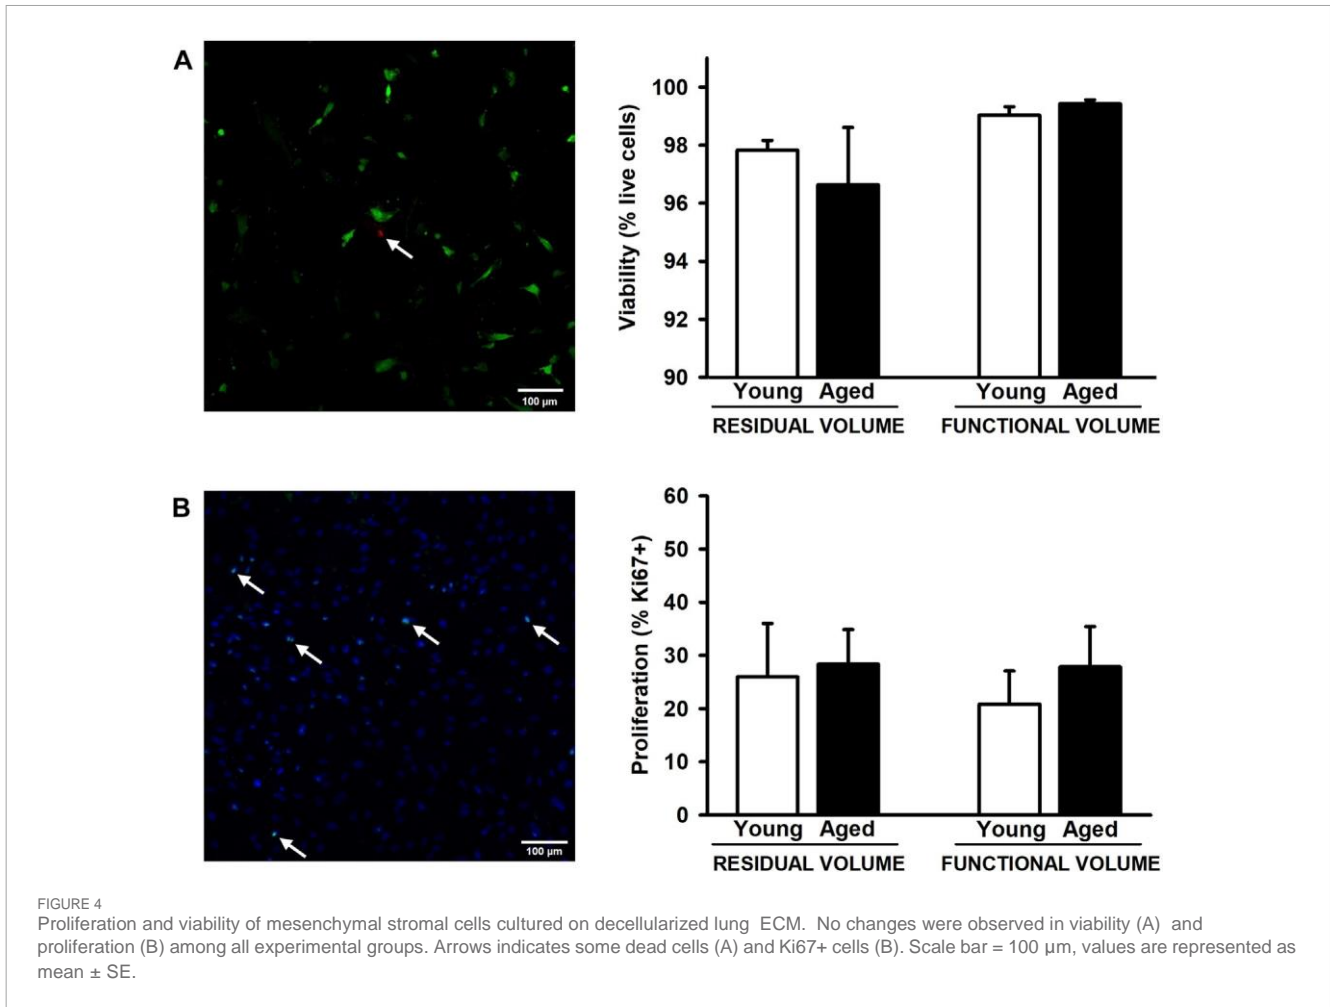 A
100 µm
Viability (% live cells)
100
98
96
94
92
90
Young Aged Young Aged
RESIDUAL VOLUME FUNCTIONAL VOLUME
B
100 µm
Proliferation (% Ki67+)
60
50
40
30
20
10
0
Young Aged Young Aged
RESIDUAL VOLUME FUNCTIONAL VOLUME
FIGURE 4
Proliferation and viability of mesenchymal stromal cells cultured on decellularized lung ECM. No changes were observed in viability (A) and
proliferation (B) among all experimental groups. Arrows indicates some dead cells (A) and Ki67+ cells (B). Scale bar = 100 µm, values are represented as
mean ± SE.